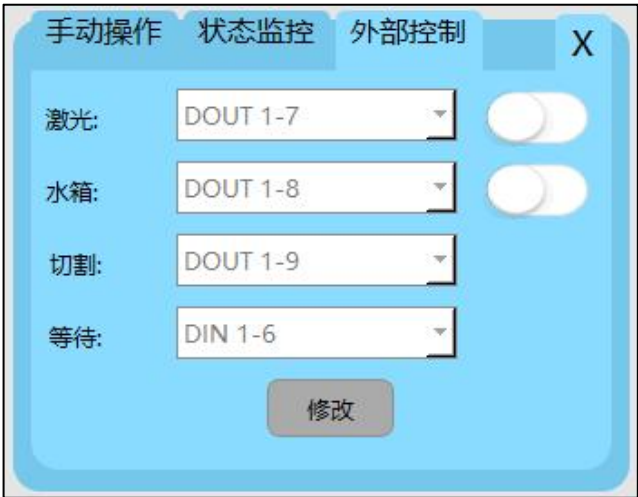 手动操作 状态监控 外部控制 X
激光: DOUT 1-7
水箱: DOUT 1-8
切割: DOUT 1-9
等待: DIN 1-6
修改